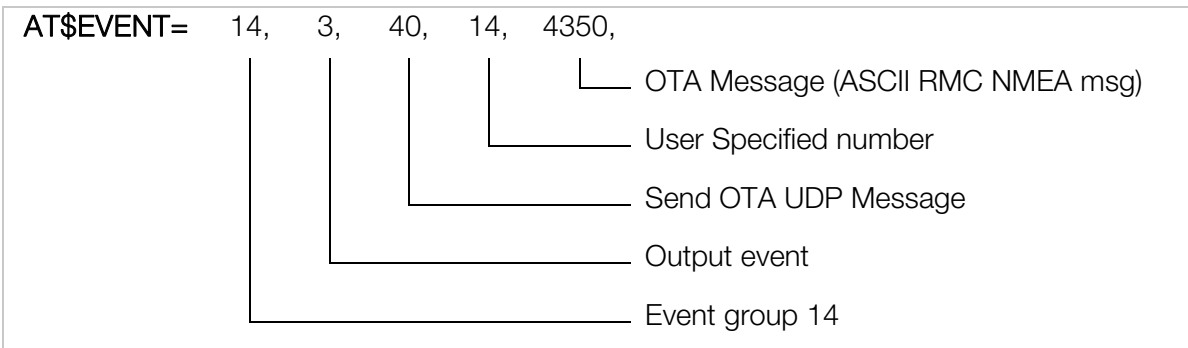 AT$EVENT= 14, 3, 40, 14, 4350,
OTA Message (ASCII RMC NMEA msg)
User Specified number
Send OTA UDP Message
Output event
Event group 14